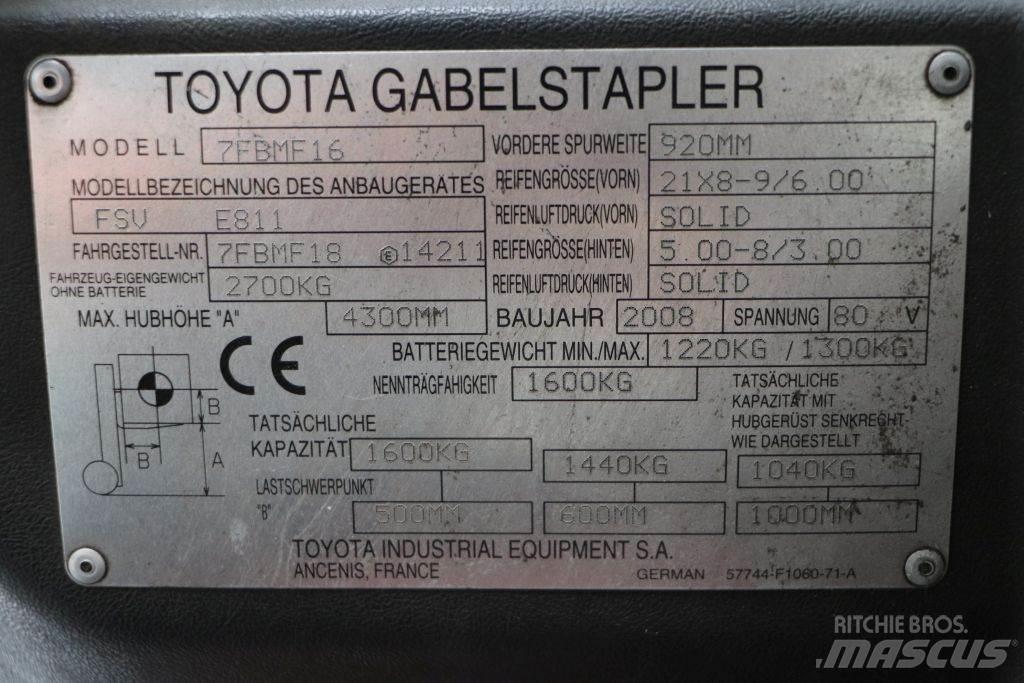 TOYOTA GABELSTAPLER
MODELL 7FBMF16 VORDERE SPURWEITE 920MM
MODELLBEZEICHNUNG DES ANBAUGERÄTES REIFENGRÖSSE(VORN) 21X8-9/6.00
FSV E811 REIFENLUFTDRUCK(VORN) SOLID
FAHRGESTELL-NR. 7FBMF18 Ⓔ14211 REIFENGRÖSSE(HINTEN) 5.00-8/3.00
FAHRZEUG-EIGENGEWICHT
OHNE BATTERIE 2700KG REIFENLUFTDRUCK(HINTEN) SOLID
MAX. HUBHÖHE "A" 4300MM BAUJAHR 2008 SPANNUNG 80 V
BATTERIEGEWICHT MIN./MAX. 1220KG / 1300KG
NENNTRÄGFAHIGKEIT 1600KG
CE
B
B
A
TATSÄCHLICHE
KAPAZITÄT MIT
HUBGERÜST SENKRECHT-
WIE DARGESTELLT
TATSÄCHLICHE
KAPAZITÄT 1600KG 1440KG 1040KG
LASTSCHWERPUNKT
"B" 500MM 600MM 1000MM
TOYOTA INDUSTRIAL EQUIPMENT S.A.
ANCENIS, FRANCE GERMAN 57744-F1060-71-A
RITCHIE BROS.
MASCUS